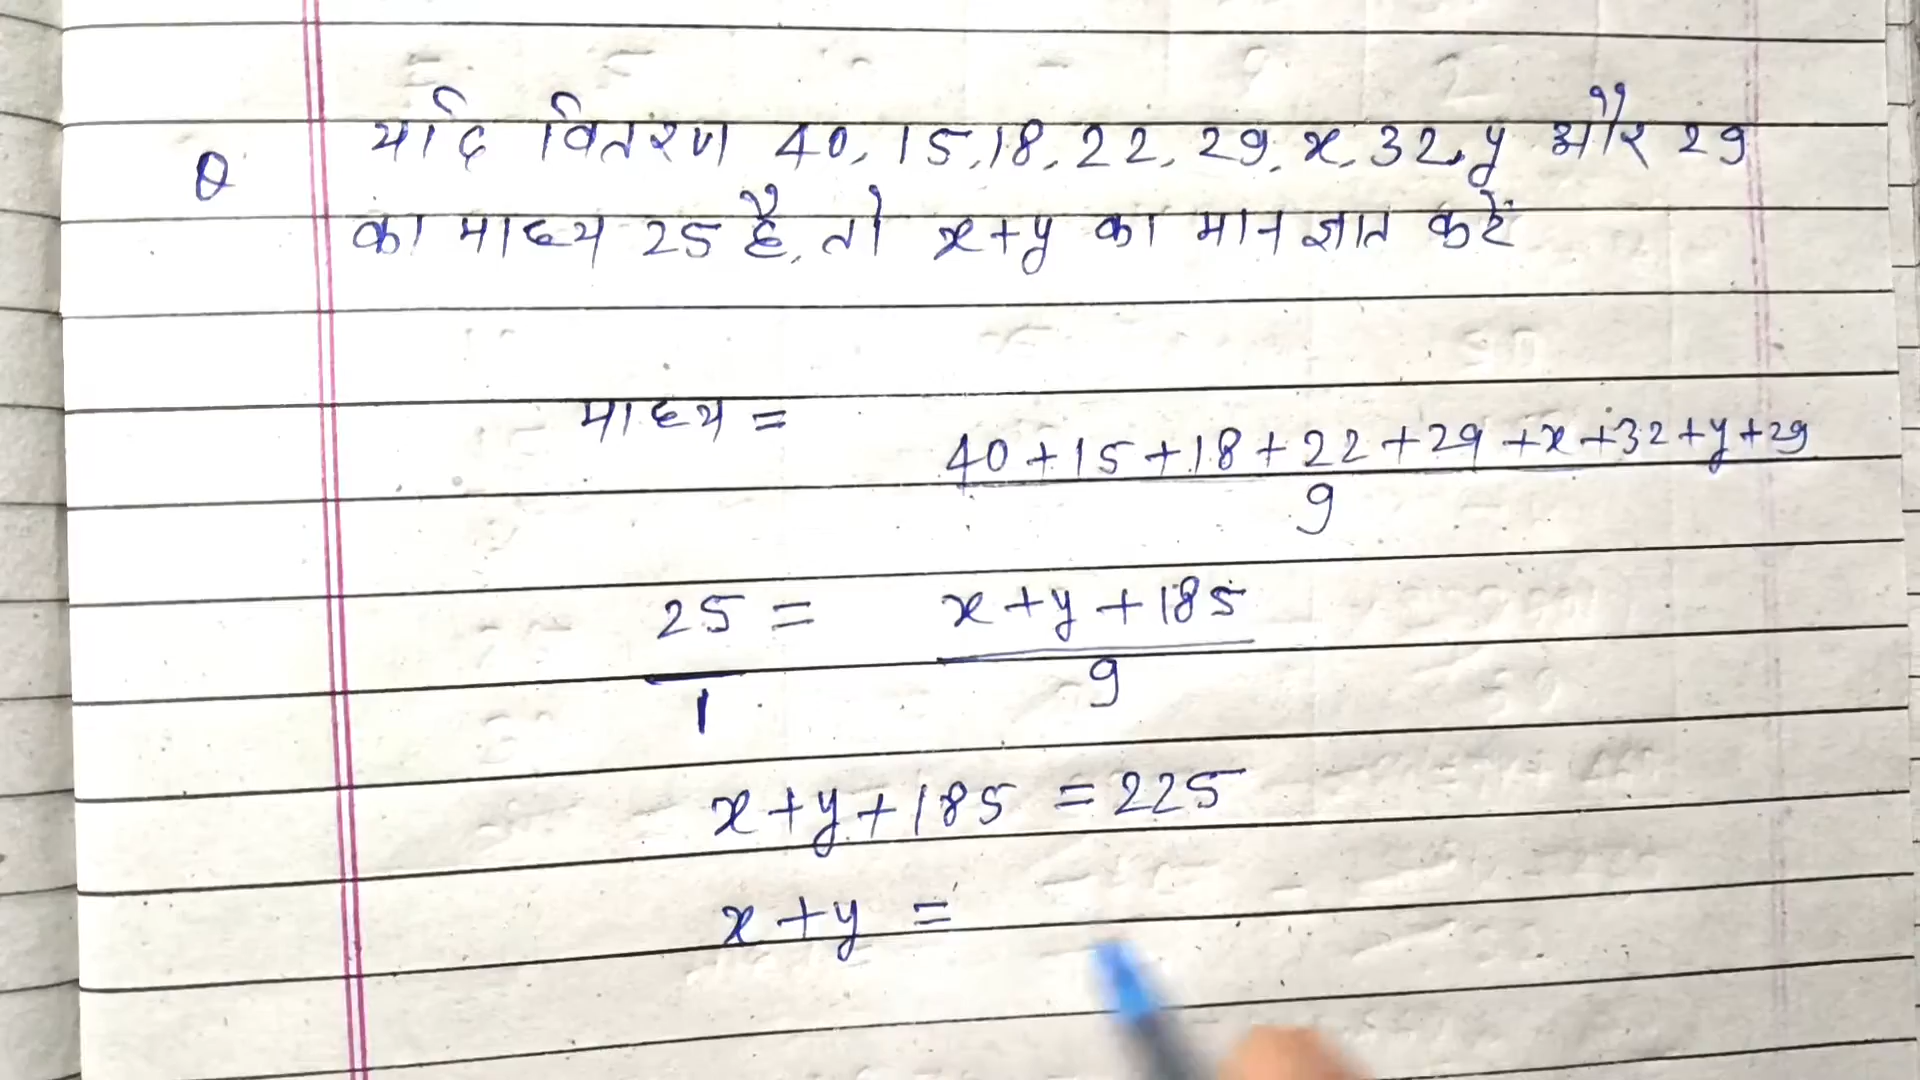 Q यदि वितरण 40, 15, 18, 22, 29, x, 32, y और 29
का माध्य 25 है, तो x+y का मान ज्ञात करें
माध्य = 40+15+18+22+29+x+32+y+29
9
25 = x+y+185
1 9
x+y+185 = 225
x+y =